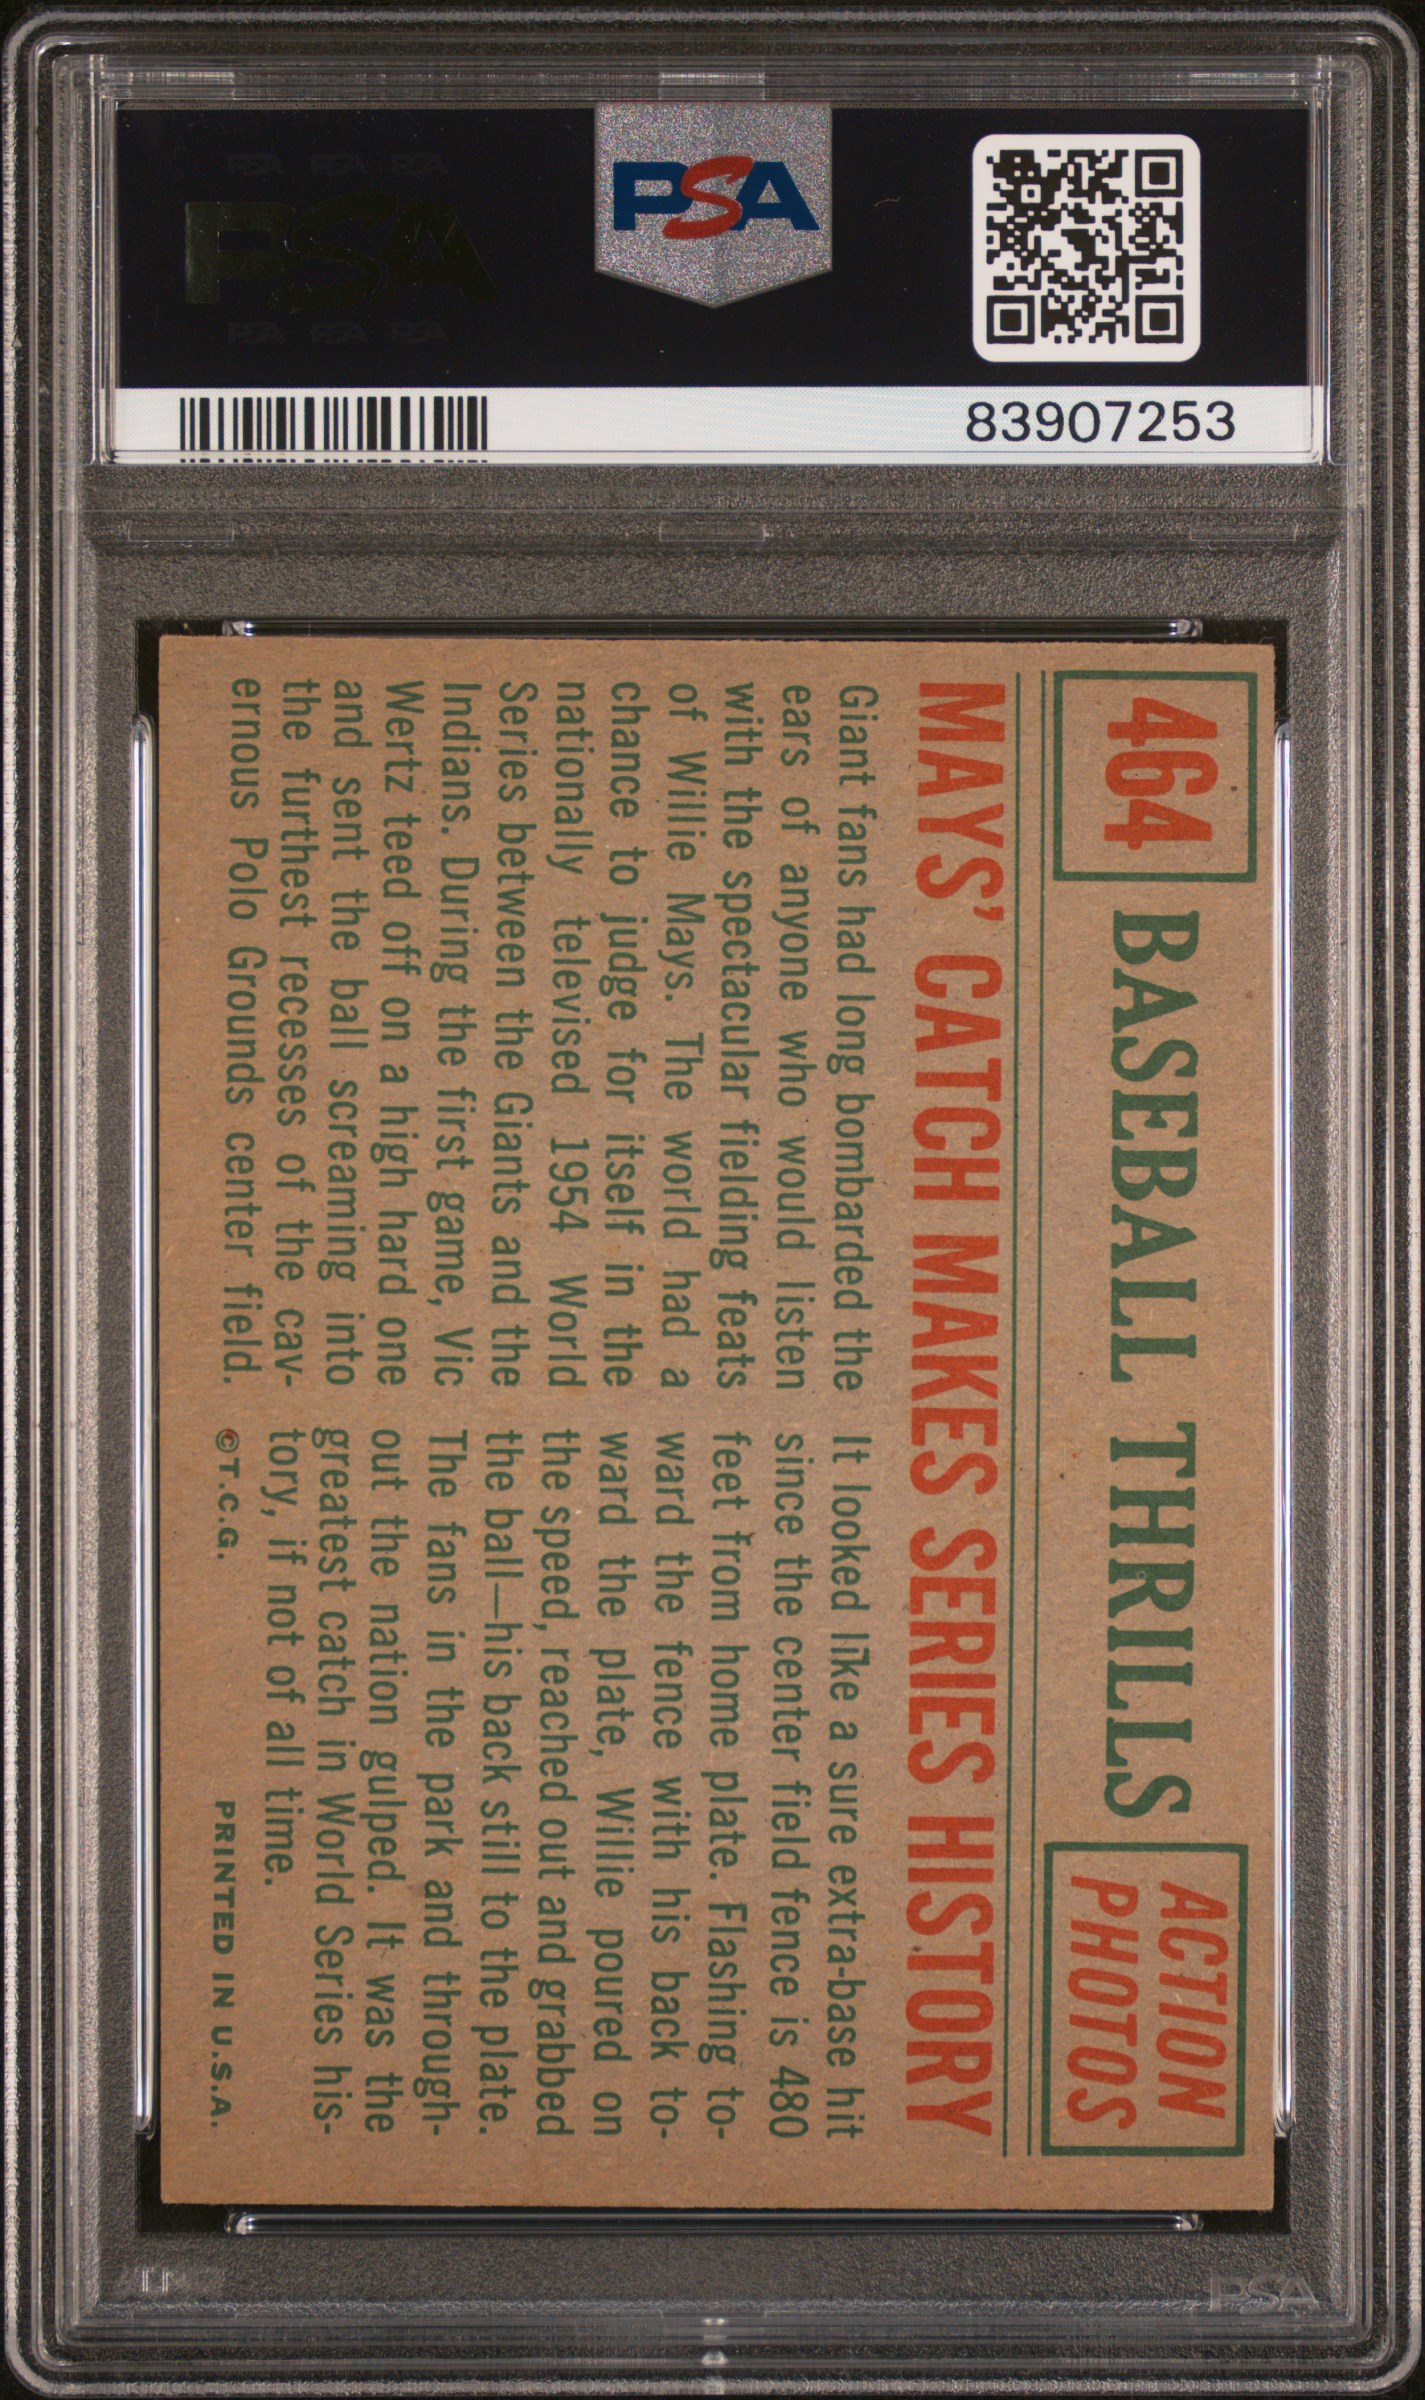 PSA PSA PSA
PSA
PSA PSA PSA
PSA
83907253
464
BASEBALL THRILLS
ACTION
PHOTOS
MAYS' CATCH MAKES SERIES HISTORY
Giant fans had long bombarded the
ears of anyone who would listen
with the spectacular fielding feats
of Willie Mays. The world had a
chance to judge for itself in the
nationally televised 1954 World
Series between the Giants and the
Indians. During the first game, Vic
Wertz teed off on a high hard one
and sent the ball screaming into
the furthest recesses of the cav-
ernous Polo Grounds center field.
It looked like a sure extra-base hit
since the center field fence is 480
feet from home plate. Flashing to-
ward the fence with his back to-
ward the plate, Willie poured on
the speed, reached out and grabbed
the ball—his back still to the plate.
The fans in the park and through-
out the nation gulped. It was the
greatest catch in World Series his-
tory, if not of all time.
©T.C.G.
PRINTED IN U.S.A.
PSA